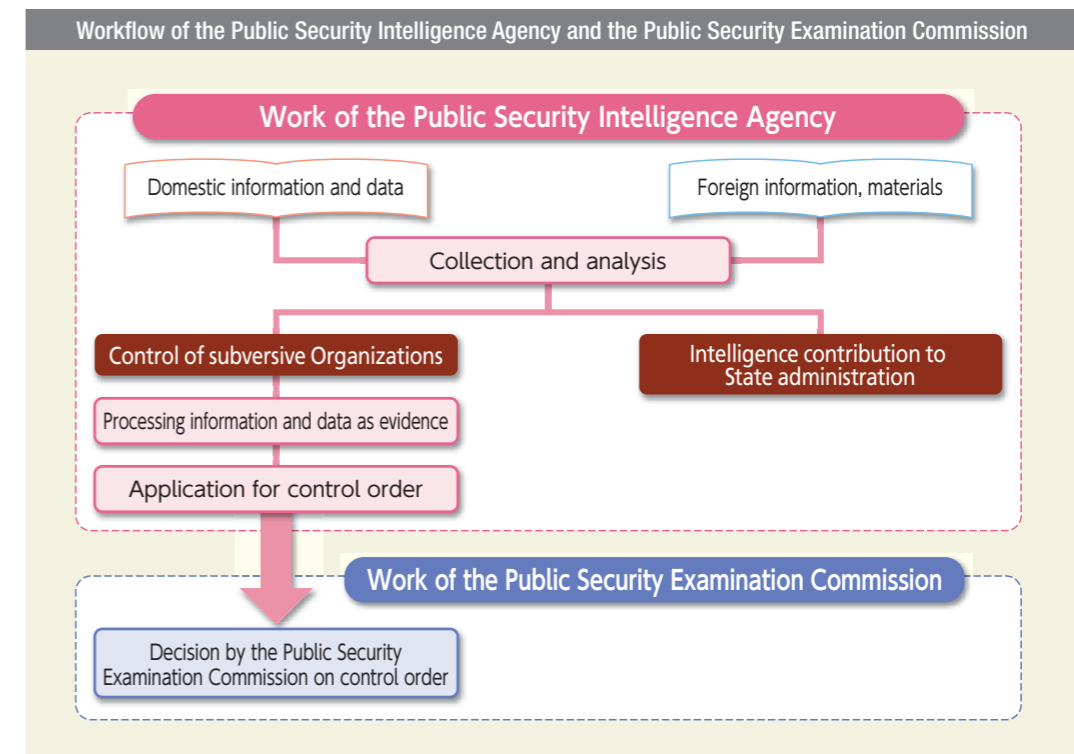 Workflow of the Public Security Intelligence Agency and the Public Security Examination Commission
Work of the Public Security Intelligence Agency
Domestic information and data
Foreign information, materials
Collection and analysis
Control of subversive Organizations
Intelligence contribution to
State administration
Processing information and data as evidence
Application for control order
Work of the Public Security Examination Commission
Decision by the Public Security
Examination Commission on control order